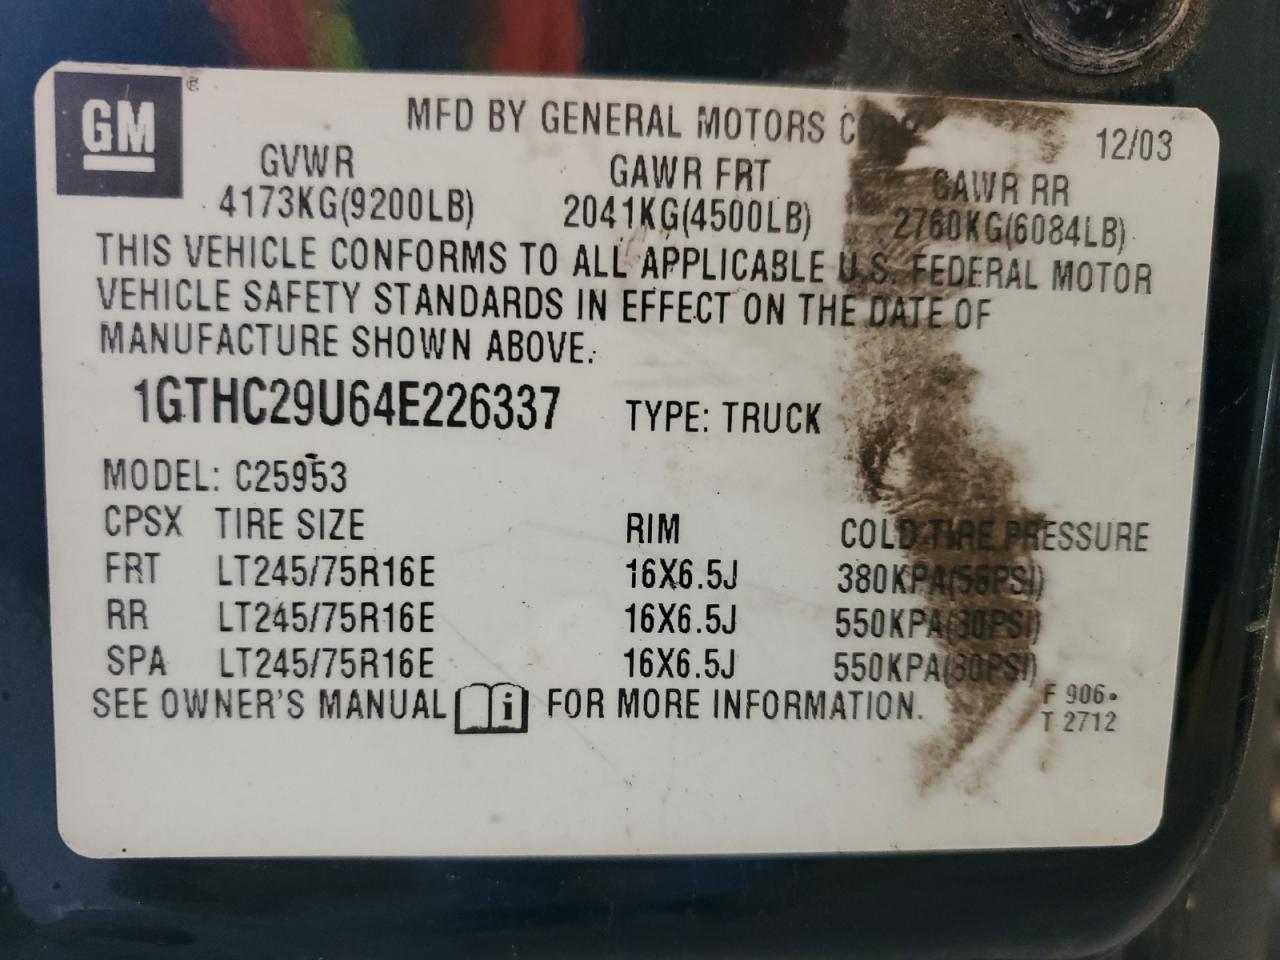 GM ®
MFD BY GENERAL MOTORS CORP 12/03
GVWR GAWR FRT GAWR RR
4173KG(9200LB) 2041KG(4500LB) 2760KG(6084LB)
THIS VEHICLE CONFORMS TO ALL APPLICABLE U.S. FEDERAL MOTOR
VEHICLE SAFETY STANDARDS IN EFFECT ON THE DATE OF
MANUFACTURE SHOWN ABOVE.
1GTHC29U64E226337 TYPE: TRUCK
MODEL: C25953
CPSX TIRE SIZE RIM COLD TIRE PRESSURE
FRT LT245/75R16E 16X6.5J 380KPA(55PSI)
RR LT245/75R16E 16X6.5J 550KPA(80PSI)
SPA LT245/75R16E 16X6.5J 550KPA(80PSI)
SEE OWNER'S MANUAL i FOR MORE INFORMATION.
F 906
T 2712